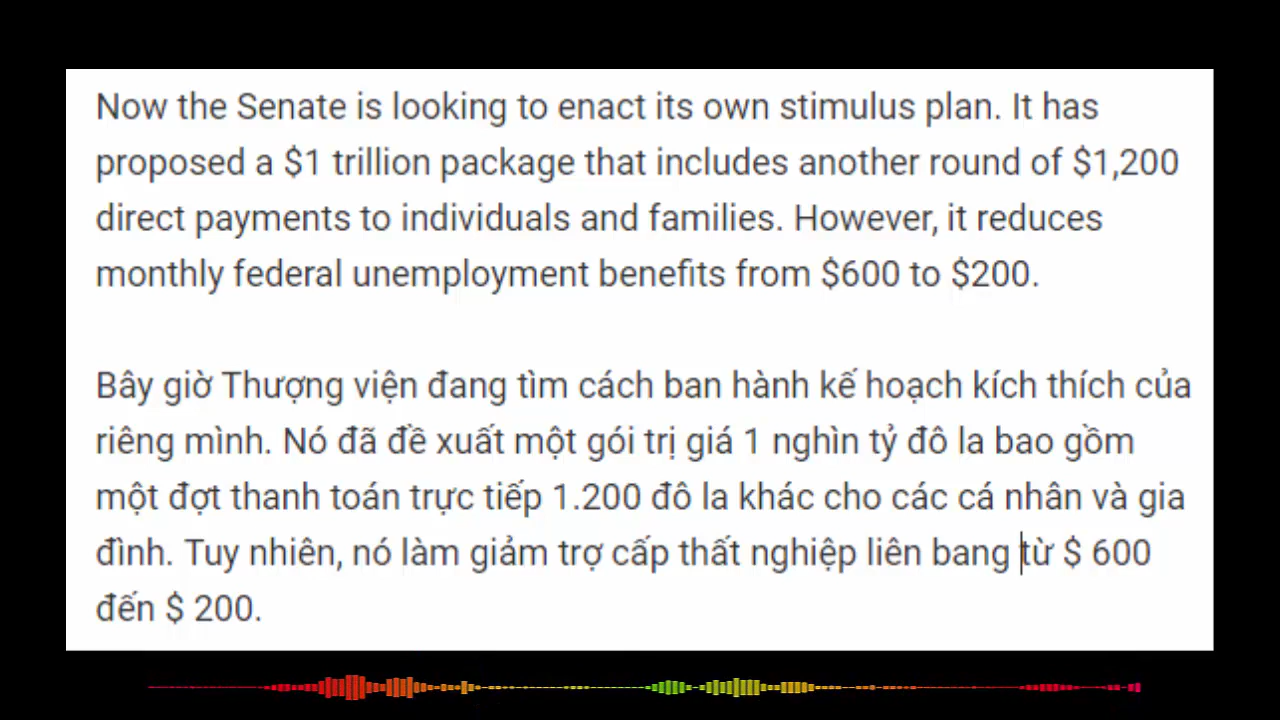 Now the Senate is looking to enact its own stimulus plan. It has
proposed a $1 trillion package that includes another round of $1,200
direct payments to individuals and families. However, it reduces
monthly federal unemployment benefits from $600 to $200.
Bây giờ Thượng viện đang tìm cách ban hành kế hoạch kích thích của
riêng mình. Nó đã đề xuất một gói trị giá 1 nghìn tỷ đô la bao gồm
một đợt thanh toán trực tiếp 1.200 đô la khác cho các cá nhân và gia
đình. Tuy nhiên, nó làm giảm trợ cấp thất nghiệp liên bang từ $ 600
đến $ 200.